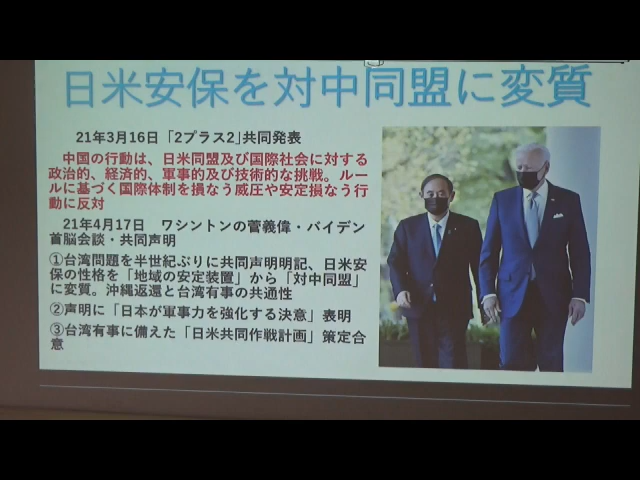 日米安保を対中同盟に変質
21年3月16日「2プラス2」共同発表
中国の行動は、日米同盟及び国際社会に対する
政治的、経済的、軍事的及び技術的な挑戦。ルー
ルに基づく国際体制を損なう威圧や安定損なう行
動に反対
21年4月17日　ワシントンの菅義偉・バイデン
首脳会談・共同声明
①台湾問題を半世紀ぶりに共同声明明記、日米安
保の性格を「地域の安定装置」から「対中同盟」
に変質。沖縄返還と台湾有事の共通性
②声明に「日本が軍事力を強化する決意」表明
③台湾有事に備えた「日米共同作戦計画」策定合
意